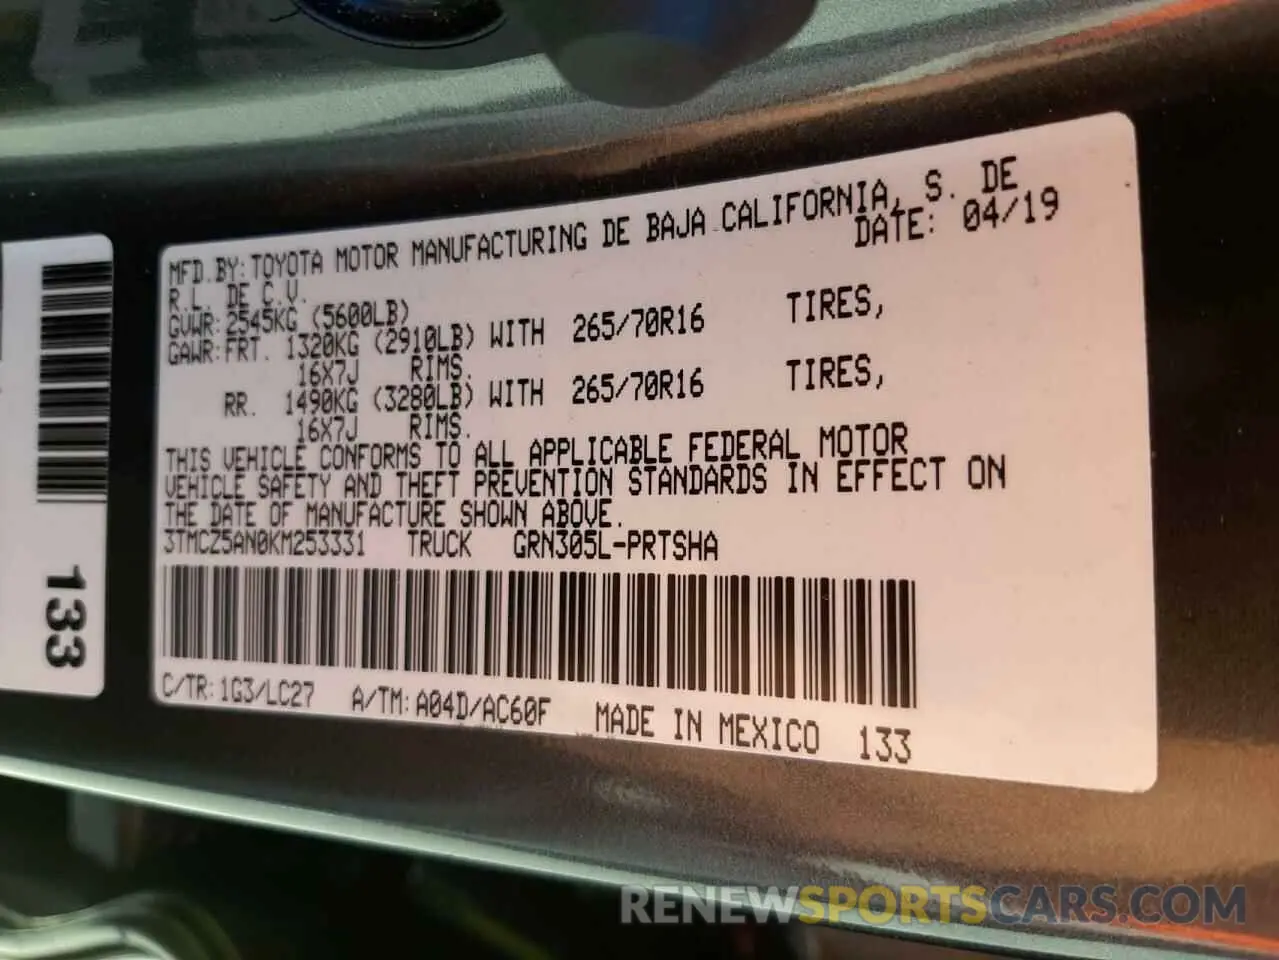 MFD.BY:TOYOTA MOTOR MANUFACTURING DE BAJA CALIFORNIA, S. DE
R.L. DE C.V.
DATE: 04/19
GVWR:2545KG (5600LB)
GAWR:FRT. 1320KG (2910LB) WITH 265/70R16 TIRES,
16X7J RIMS.
RR. 1490KG (3280LB) WITH 265/70R16 TIRES,
16X7J RIMS.
THIS VEHICLE CONFORMS TO ALL APPLICABLE FEDERAL MOTOR
VEHICLE SAFETY AND THEFT PREVENTION STANDARDS IN EFFECT ON
THE DATE OF MANUFACTURE SHOWN ABOVE.
3TMCZ5AN0KM253331 TRUCK GRN305L-PRTSHA
C/TR:1G3/LC27 A/TM:A04D/AC60F MADE IN MEXICO 133
133
RENEWSPORTSCARS.COM